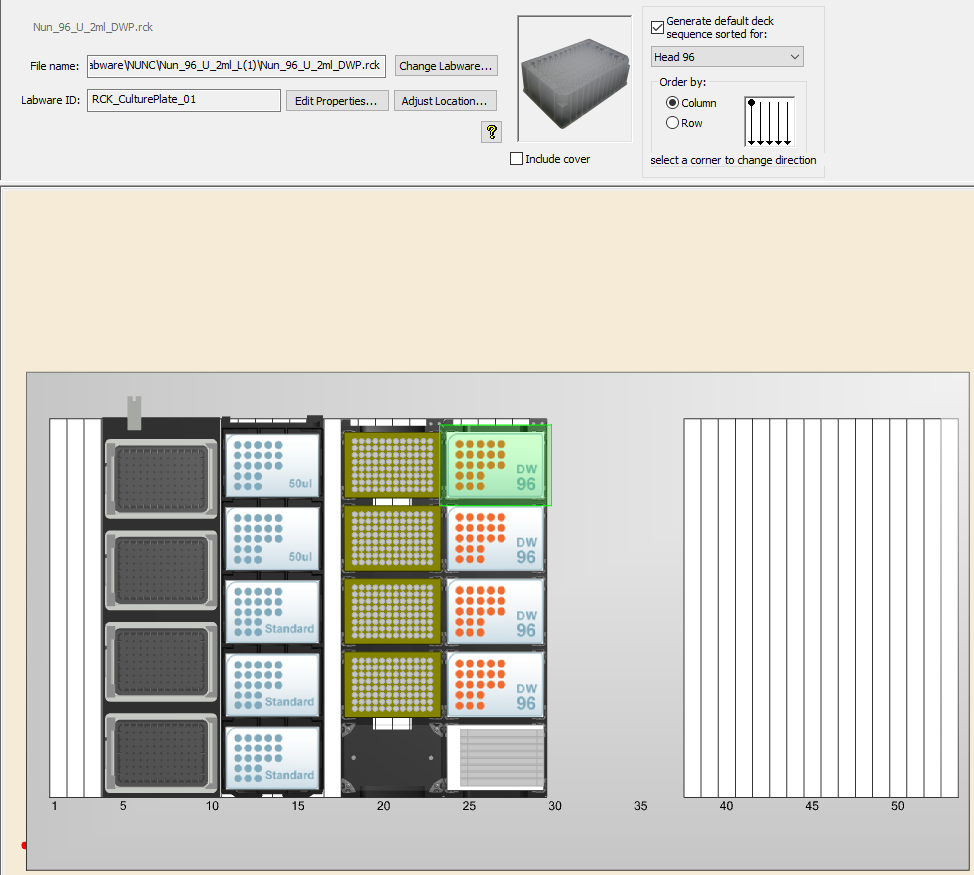 Nun_96_U_2ml_DWP.rck
File name: abware\NUNC\Nun_96_U_2ml_L(1)\Nun_96_U_2ml_DWP.rck Change Labware...
Labware ID: RCK_CulturePlate_01 Edit Properties... Adjust Location...
?
Include cover
Generate default deck
sequence sorted for:
Head 96
Order by:
Column
Row
select a corner to change direction
50ul
DW
96
50ul
DW
96
Standard
DW
96
Standard
DW
96
Standard
1 5 10 15 20 25 30 35 40 45 50